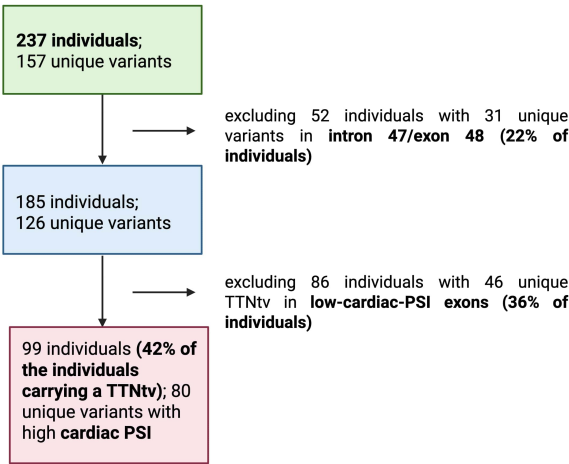 237 individuals;
157 unique variants
excluding 52 individuals with 31 unique
variants in intron 47/exon 48 (22% of
individuals)
185 individuals;
126 unique variants
excluding 86 individuals with 46 unique
TTNtv in low-cardiac-PSI exons (36% of
individuals)
99 individuals (42% of
the individuals
carrying a TTNtv); 80
unique variants with
high cardiac PSI